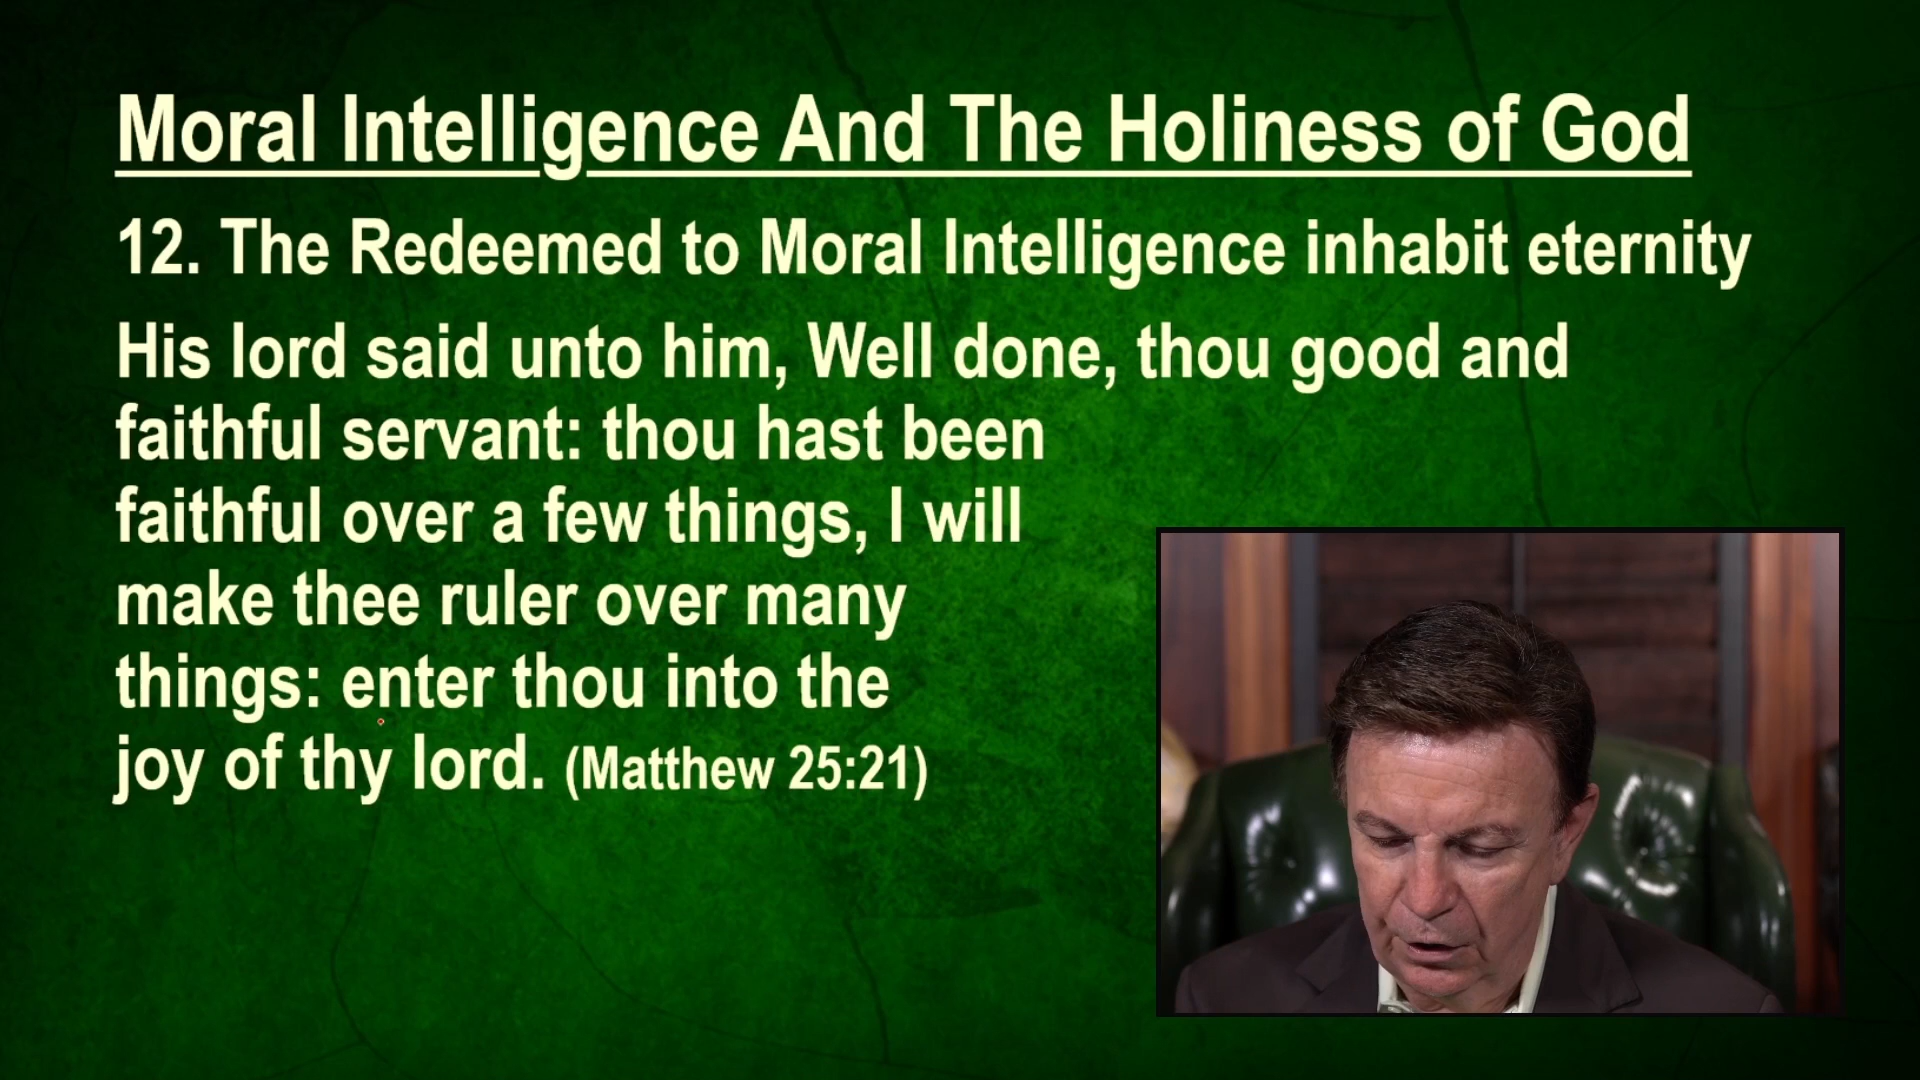 Moral Intelligence And The Holiness of God
12. The Redeemed to Moral Intelligence inhabit eternity
His lord said unto him, Well done, thou good and
faithful servant: thou hast been
faithful over a few things, I will
make thee ruler over many
things: enter thou into the
joy of thy lord. (Matthew 25:21)